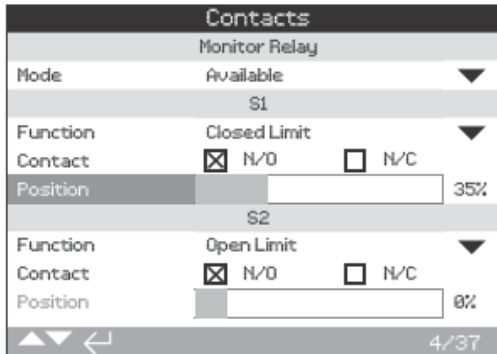 Contacts
Monitor Relay
Mode Available
S1
Function Closed Limit
Contact N/O N/C
Position 35%
S2
Function Open Limit
Contact N/O N/C
Position 0%
4/37